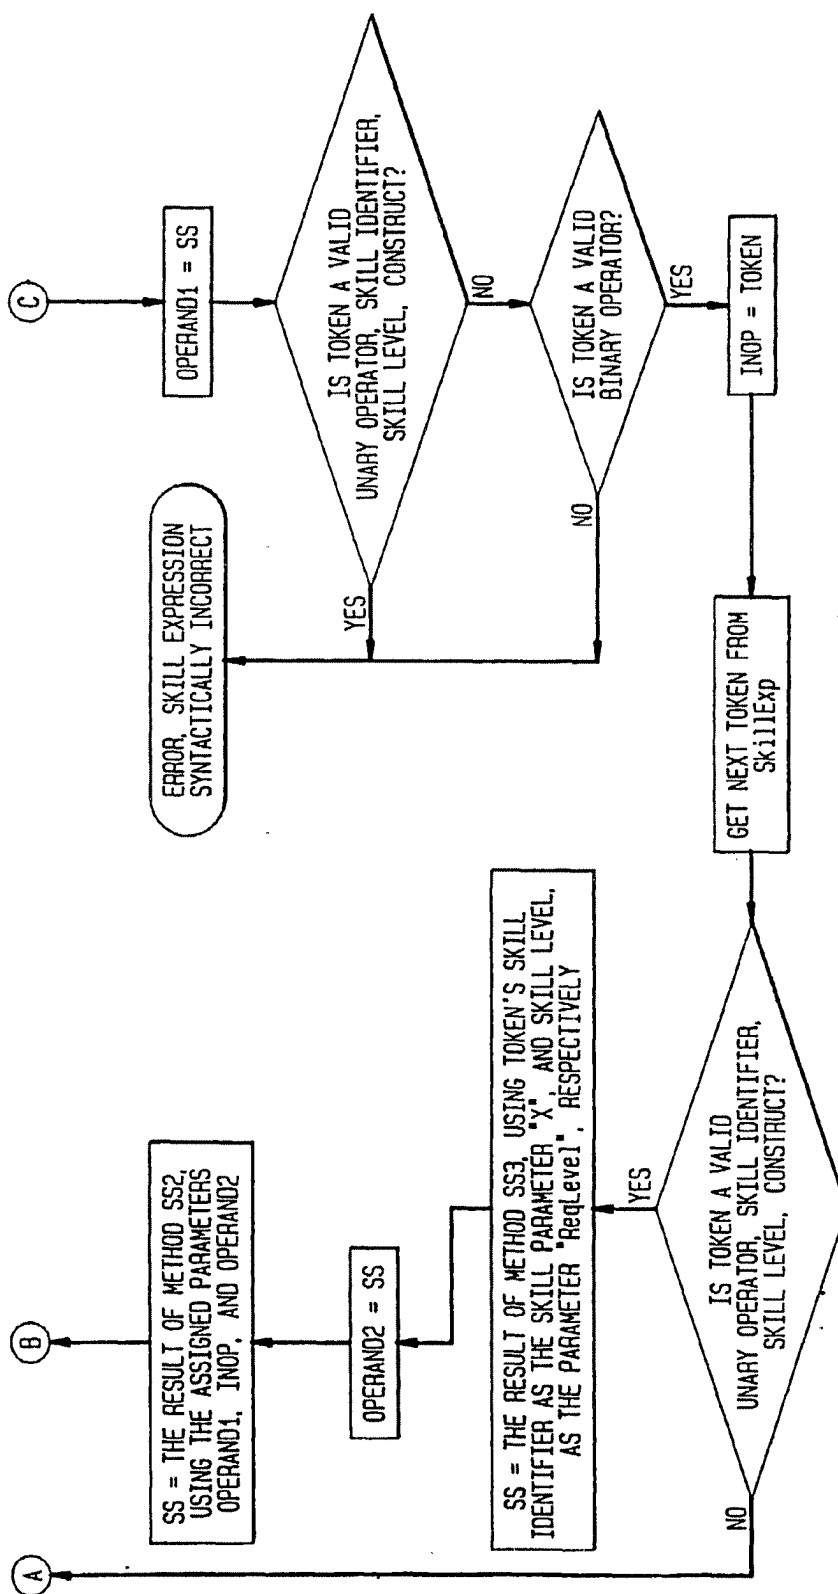 C
OPERAND1 = SS
IS TOKEN A VALID
UNARY OPERATOR, SKILL IDENTIFIER,
SKILL LEVEL, CONSTRUCT?
YES
NO
ERROR, SKILL EXPRESSION
SYNTACTICALLY INCORRECT
IS TOKEN A VALID
BINARY OPERATOR?
NO
YES
INOP = TOKEN
GET NEXT TOKEN FROM
SkillExp
IS TOKEN A VALID
UNARY OPERATOR, SKILL IDENTIFIER,
SKILL LEVEL, CONSTRUCT?
YES
NO
SS = THE RESULT OF METHOD SS3, USING TOKEN'S SKILL
IDENTIFIER AS THE SKILL PARAMETER "X", AND SKILL LEVEL,
AS THE PARAMETER "ReqLevel", RESPECTIVELY
OPERAND2 = SS
SS = THE RESULT OF METHOD SS2,
USING THE ASSIGNED PARAMETERS
OPERAND1, INOP, AND OPERAND2
B
A